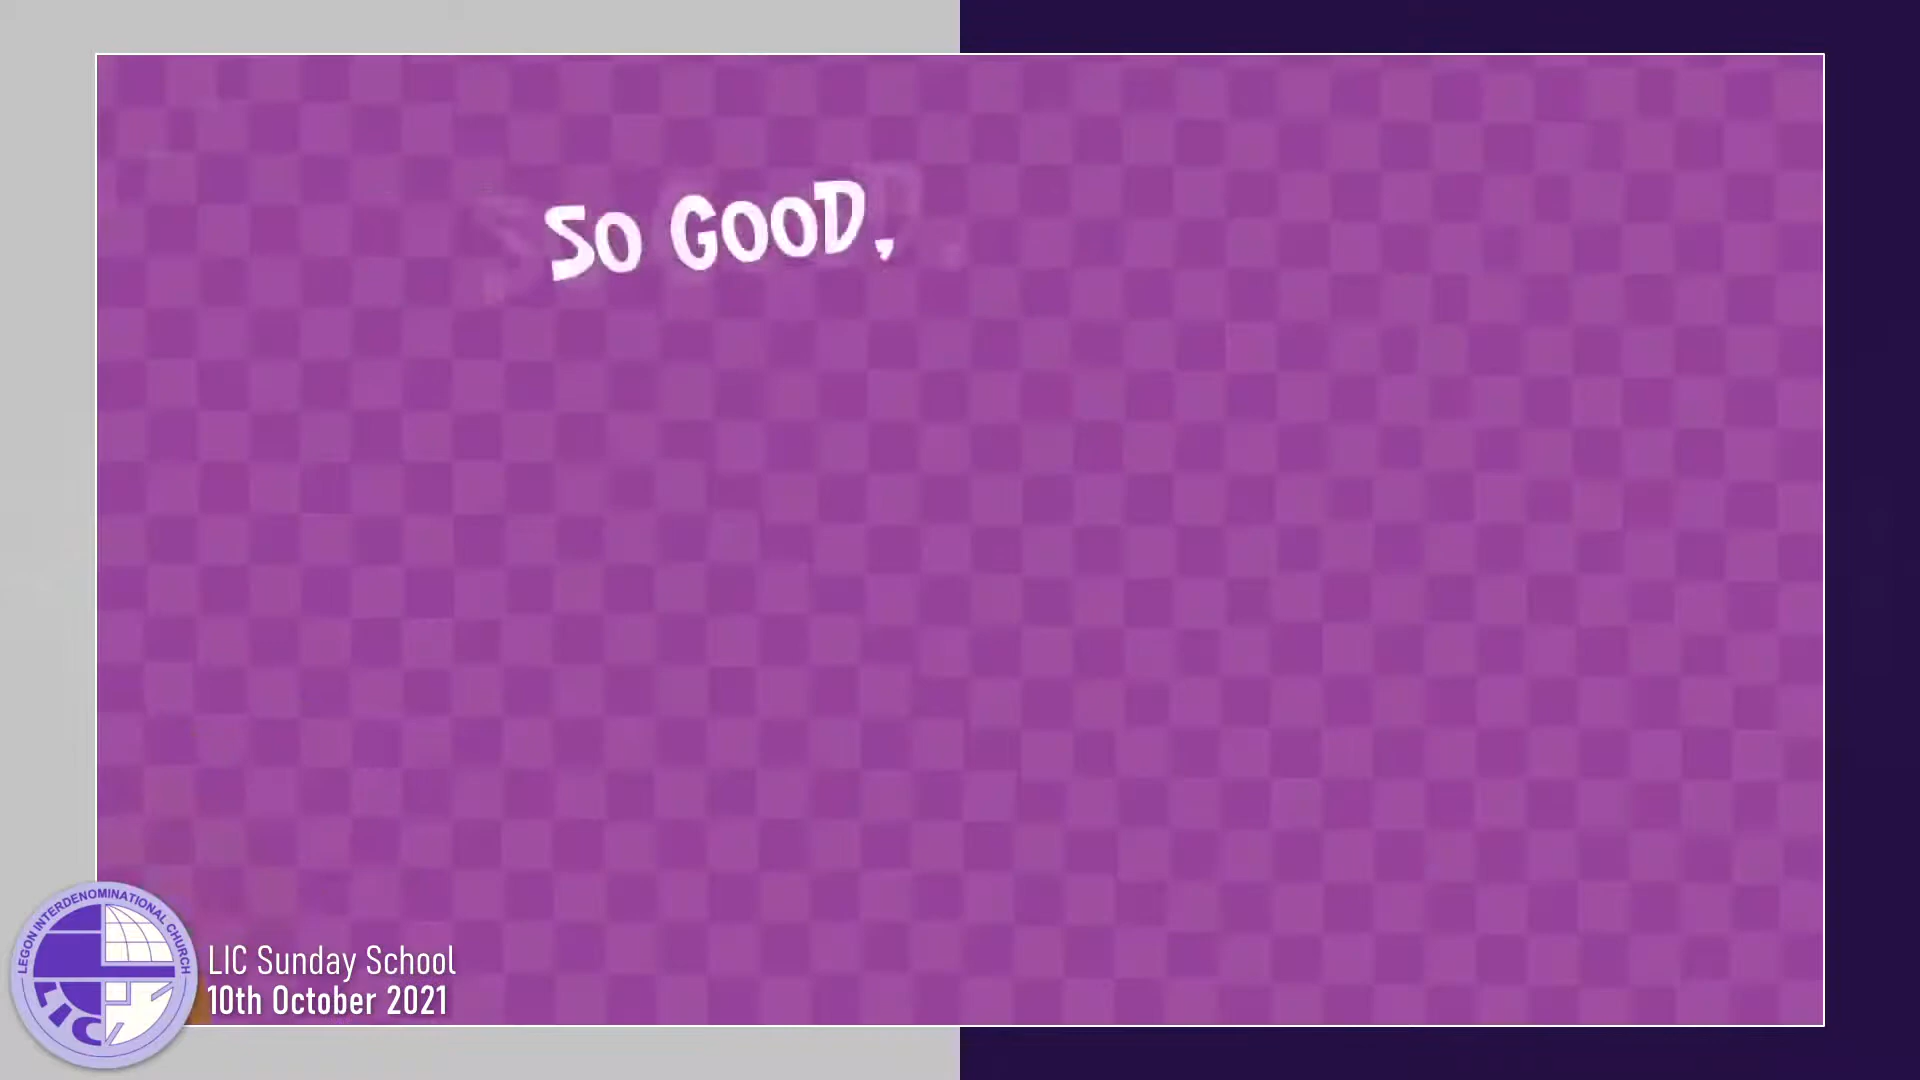 SO GOOD,
LEGON INTERDENOMINATIONAL CHURCH
LIC
LIC Sunday School
10th October 2021